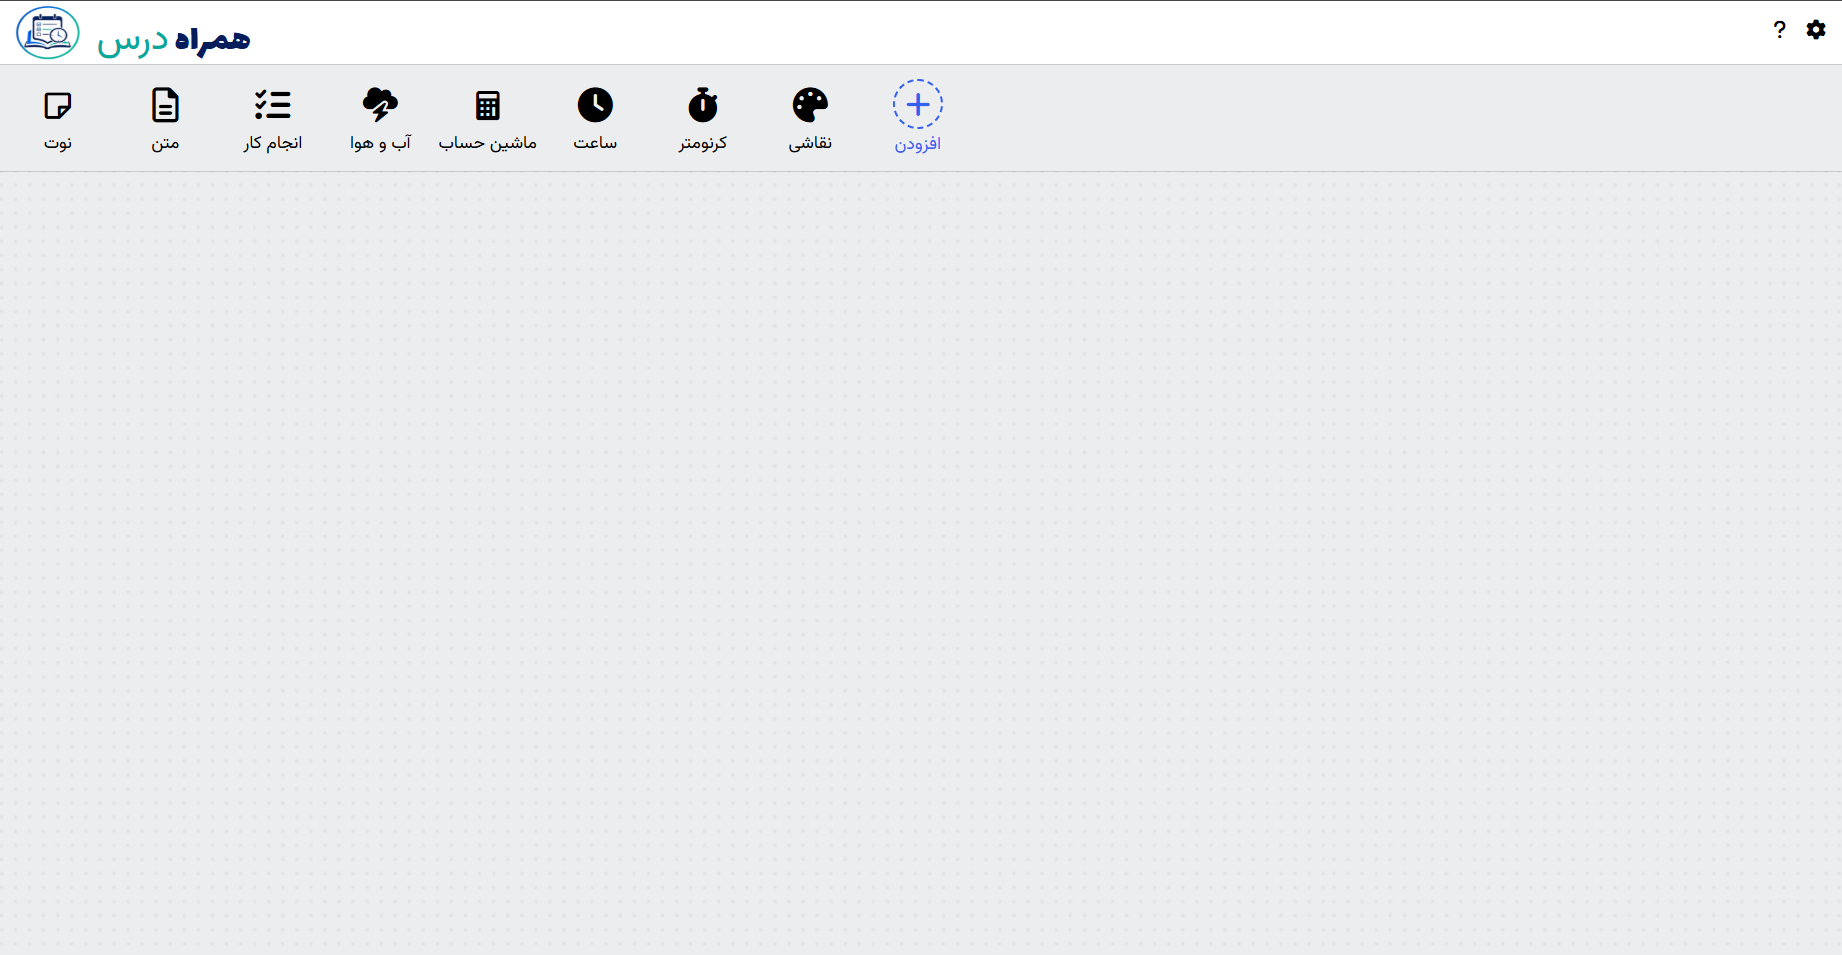 همراه درس
?
نوت
متن
انجام کار
آب و هوا
ماشین حساب
ساعت
کرنومتر
نقاشی
افزودن